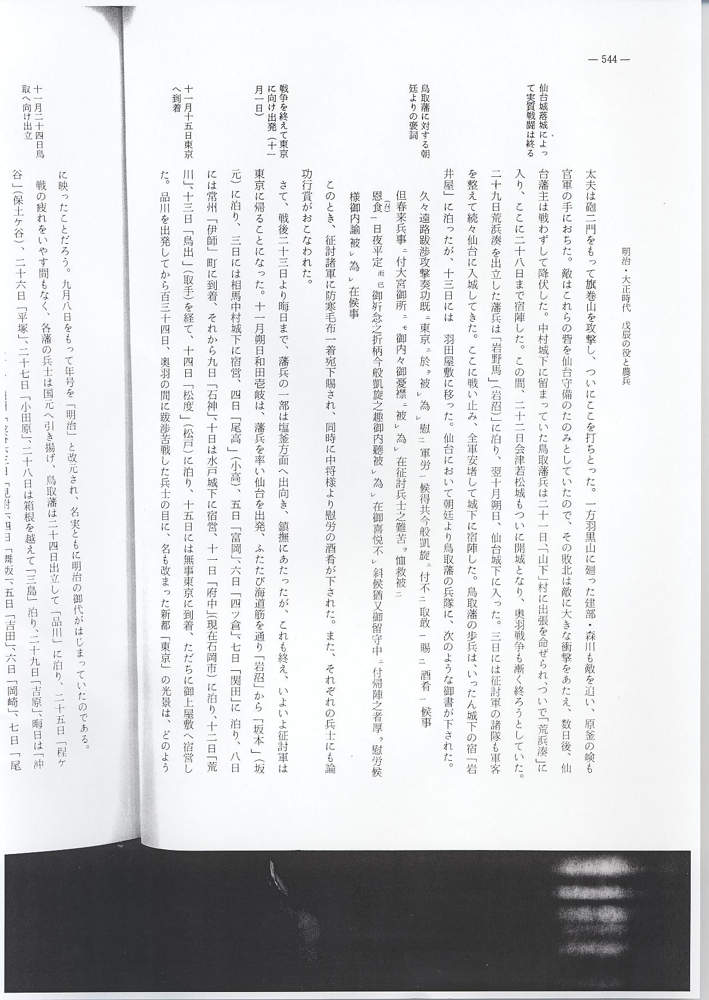 ― 544 ―
明治・大正時代　戊辰の役と農兵
仙台城落城によっ
て実質戦闘は終る
鳥取藩に対する朝
廷よりの褒詞
戦争を終えて東京
に向け出発（十一
月一日）
十一月十五日東京
へ到着
太夫は砲二門をもって旗巻山を攻撃し、ついにここを打ちとった。一方羽黒山に廻った建部・森川も敵を追い、原釜の嶮も
官軍の手におちた。敵はこれらの砦を仙台守備のたのみとしていたので、その敗北は敵に大きな衝撃をあたえ、数日後、仙
台藩主は戦わずして降伏した。中村城下に留まっていた鳥取藩兵は二十一日、「山下」村に出張を命ぜられ、ついで「荒浜湊」に
入り、ここに二十八日まで宿陣した。この間、二十二日会津若松城もついに開城となり、奥羽戦争も漸く終ろうとしていた。
二十九日荒浜湊を出立した藩兵は「岩野馬」（岩沼）に泊り、翌十月朔日、仙台城下に入った。三日には征討軍の諸隊も軍客
を整えて続々仙台に入城してきた。ここに戦い止み、全軍安堵して城下に宿陣した。鳥取藩の歩兵は、いったん城下の宿「岩
井屋」に泊ったが、十三日には　羽田屋敷に移った。仙台において朝廷より鳥取藩の兵隊に、次のような御書が下された。
久々遠路跋渉攻撃奏功既ニ東京ニ於テ被レ為レ慰ニ軍労一候得共今般凱旋ニ付不ニ取敢一賜ニ酒肴一候事
但春来兵事ニ付大宮御所ニモ御内々御憂襟ニ被レ為レ在征討兵士之難苦ヲ恤救被ニ
恩食一日夜平定而已御祈念之折柄今般凱旋之趣御内聴被レ為レ在御喜悦不レ斜候猶又御留守中ニ付帰陣之者厚ク慰労候
様御内諭被レ為レ在候事
このとき、征討諸軍に防寒毛布一着宛下賜され、同時に中将様より慰労の酒肴が下された。また、それぞれの兵士にも論
功行賞がおこなわれた。
さて、戦後二十三日より晦日まで、藩兵の一部は塩釜方面へ出向き、鎮撫にあたったが、これも終え、いよいよ征討軍は
東京に帰ることになった。十一月朔日和田壱岐は、藩兵を率い仙台を出発、ふたたび海道筋を通り「岩沼」から「坂本」（坂
元）に泊り、三日には相馬中村城下に宿営、四日「尾高」（小高）、五日「富岡」、六日「四ツ倉」、七日「関田」に　泊り、八日
には常州「伊師」町に到着、それから九日「石神」、十日は水戸城下に宿営、十一日「府中」（現在石岡市）に泊り、十二日「荒
川」、十三日「鳥出」（取手）を経て、十四日「松度」（松戸）に泊り、十五日には無事東京に到着、ただちに御上屋敷へ宿営し
た。品川を出発してから百三十四日、奥羽の間に跋渉苦戦した兵士の目に、名も改まった新都「東京」の光景は、どのよう
十一月二十四日鳥
取へ向け出立
に映ったことだろう。九月八日をもって年号を「明治」と改元され、名実ともに明治の御代がはじまっていたのである。
戦の疲れをいやす間もなく、各藩の兵士は国元へ引き揚げ、鳥取藩は二十四日出立して「品川」に泊り、二十五日「程ケ
谷」（保土ケ谷）、二十六日「平塚」、二十七日「小田原」、二十八日は箱根を越えて「三島」泊り、二十九日「吉原」、晦日は「沖
「見附」、四日「舞坂」、五日「吉田」、六日「岡崎」、七日「尾